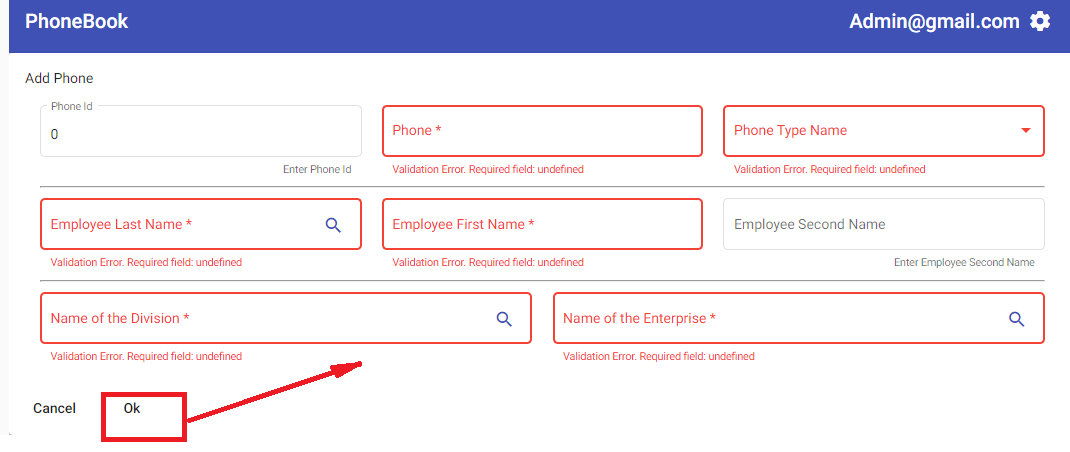 PhoneBook Admin@gmail.com
Add Phone
Phone Id
0
Enter Phone Id
Phone *
Validation Error. Required field: undefined
Phone Type Name
Validation Error. Required field: undefined
Employee Last Name *
Validation Error. Required field: undefined
Employee First Name *
Validation Error. Required field: undefined
Employee Second Name
Enter Employee Second Name
Name of the Division *
Validation Error. Required field: undefined
Name of the Enterprise *
Validation Error. Required field: undefined
Cancel Ok